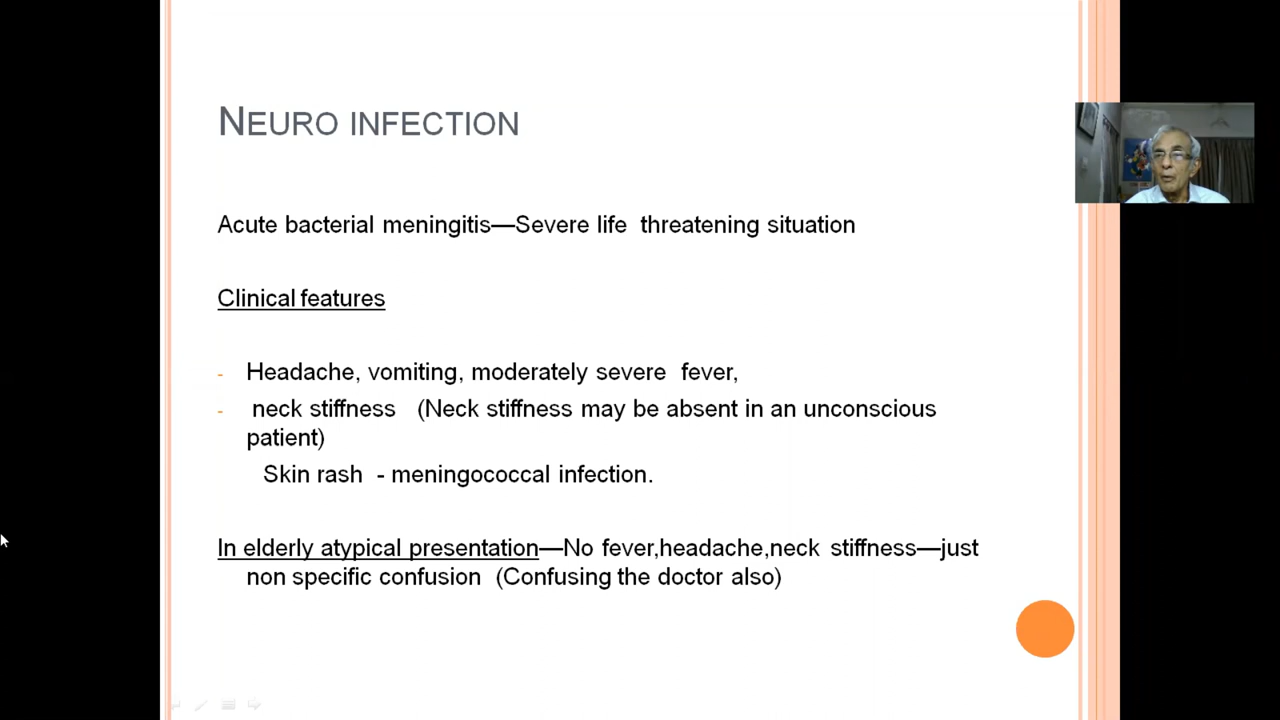 NEURO INFECTION
Acute bacterial meningitis—Severe life threatening situation
Clinical features
- Headache, vomiting, moderately severe fever,
- neck stiffness (Neck stiffness may be absent in an unconscious
patient)
Skin rash - meningococcal infection.
In elderly atypical presentation—No fever,headache,neck stiffness—just
non specific confusion (Confusing the doctor also)